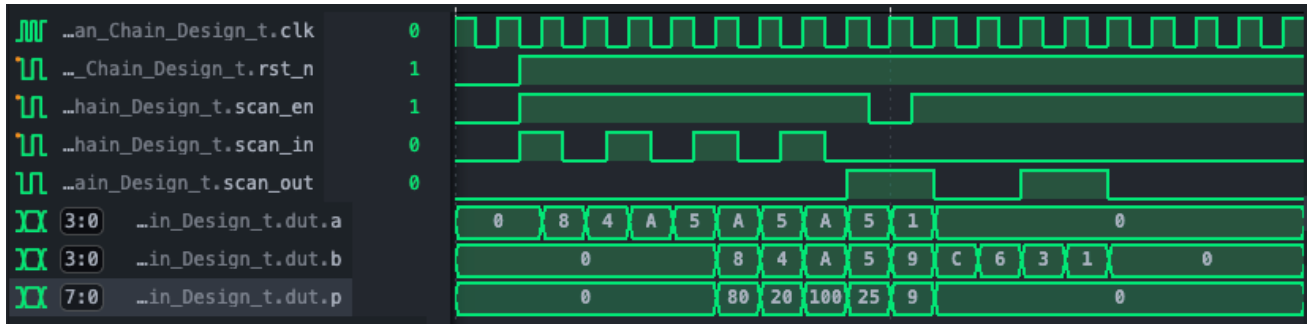 …an_Chain_Design_t.clk 0
…_Chain_Design_t.rst_n 1
…hain_Design_t.scan_en 1
…hain_Design_t.scan_in 0
…ain_Design_t.scan_out 0
3:0 …in_Design_t.dut.a 0 8 4 A 5 A 5 A 5 1 0
3:0 …in_Design_t.dut.b 0 8 4 A 5 9 C 6 3 1 0
7:0 …in_Design_t.dut.p 0 80 20 100 25 9 0